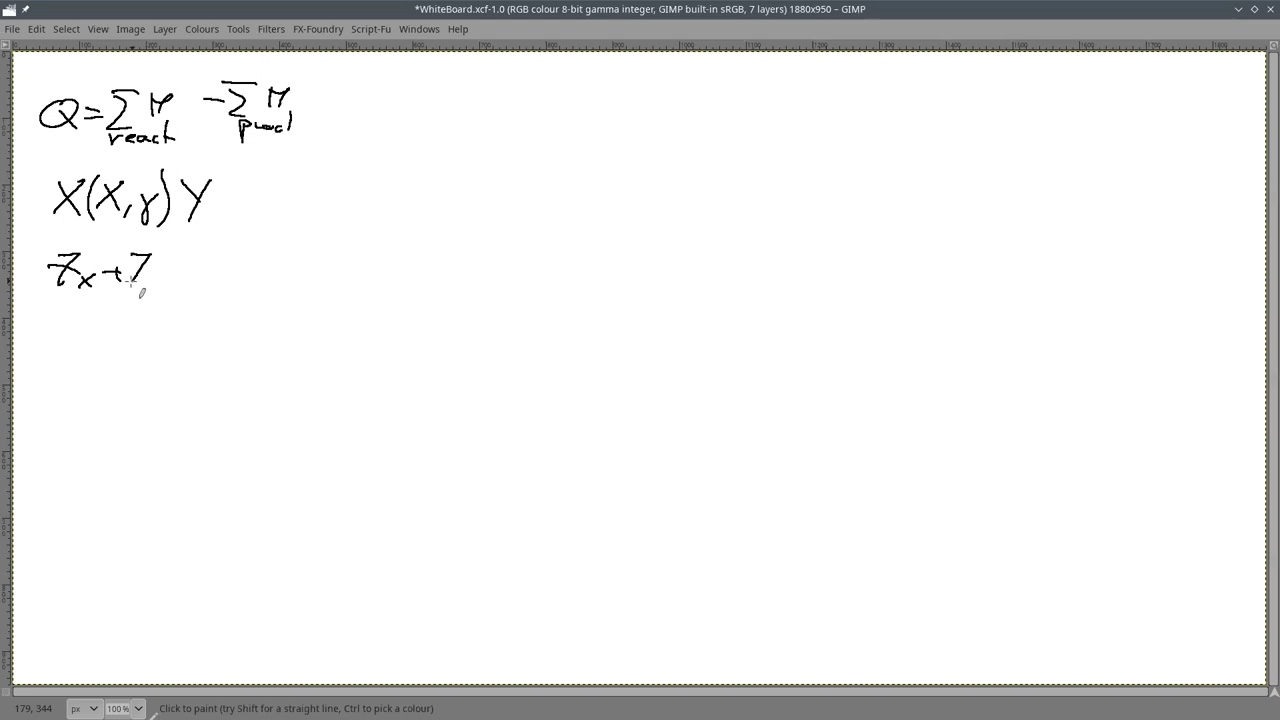 *WhiteBoard.xcf-1.0 (RGB colour 8-bit gamma integer, GIMP built-in sRGB, 7 layers) 1880x950 – GIMP
File Edit Select View Image Layer Colours Tools Filters FX-Foundry Script-Fu Windows Help
Q = ∑ M - ∑ M
react prod
X(X,γ)Y
Zx + Z
179, 344 px 100% Click to paint (try Shift for a straight line, Ctrl to pick a colour)